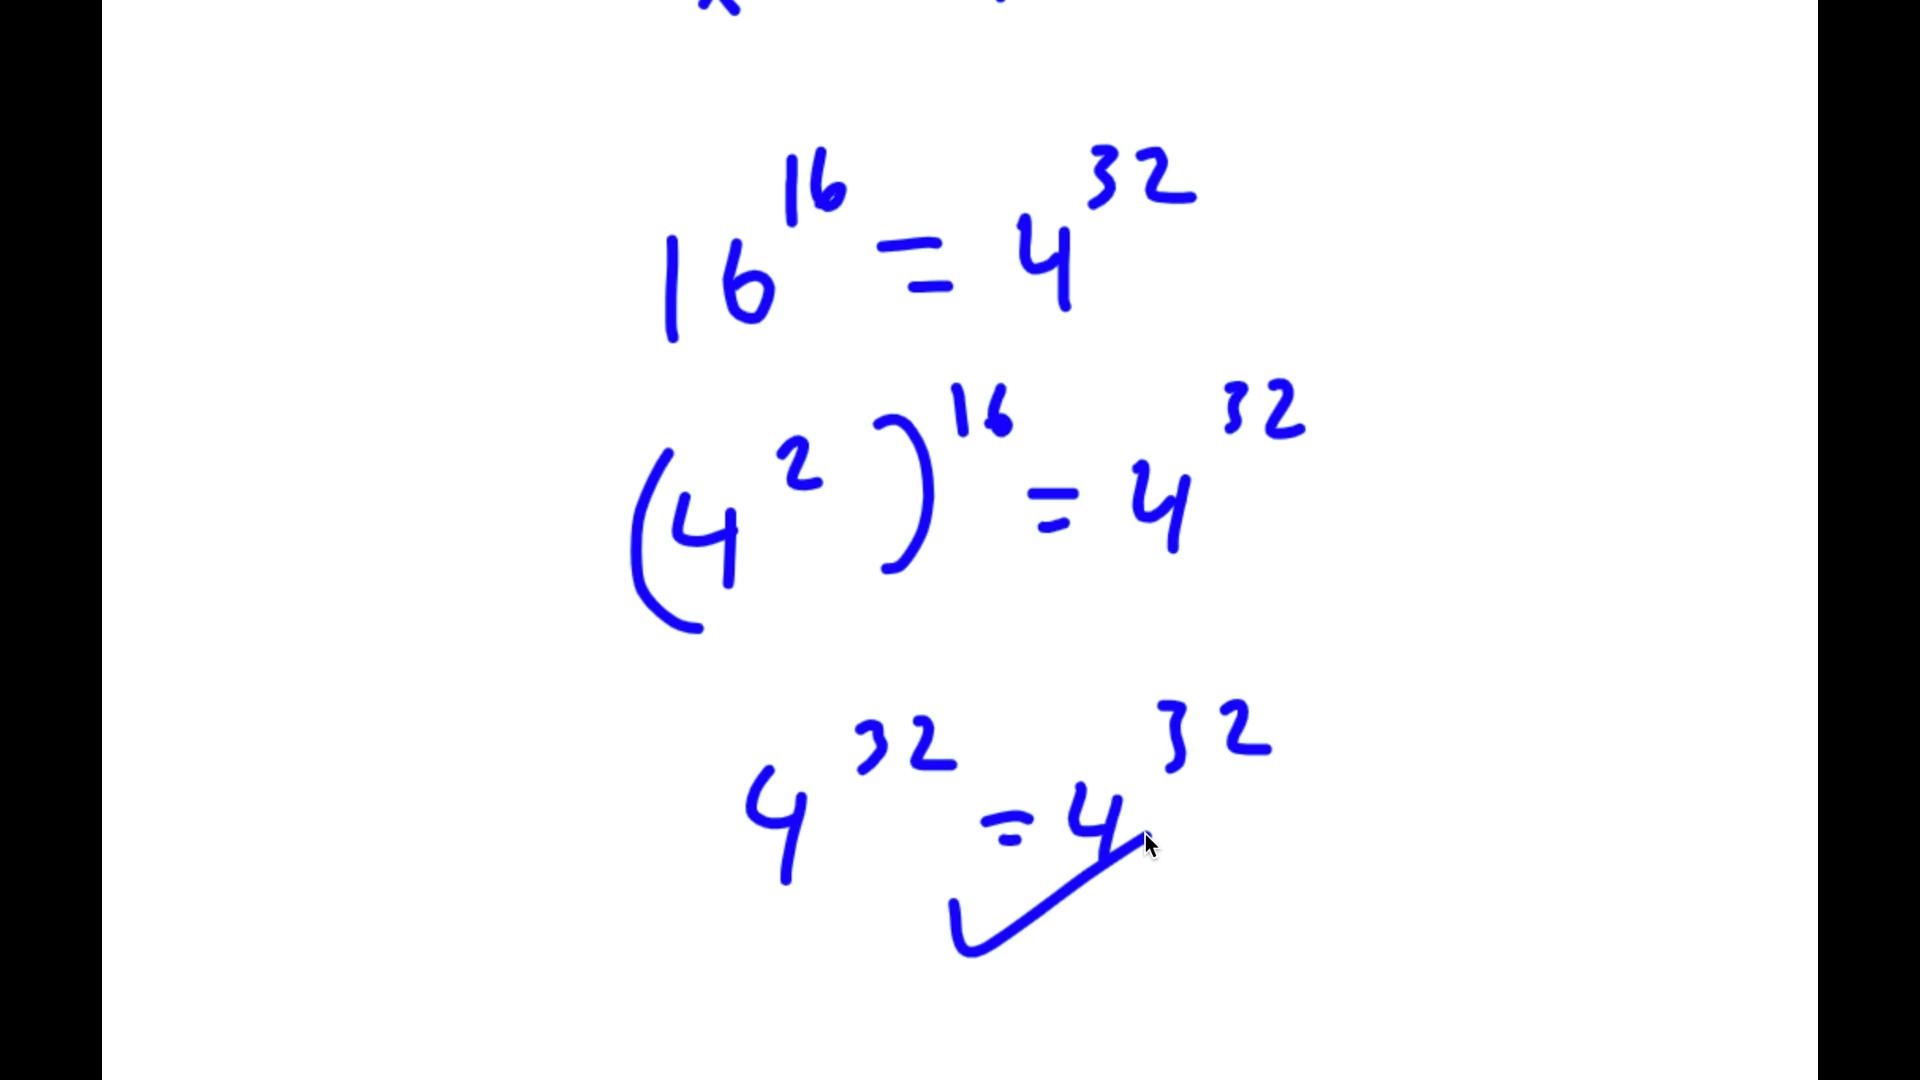 16^16 = 4^32
(4^2)^16 = 4^32
4^32 = 4^32